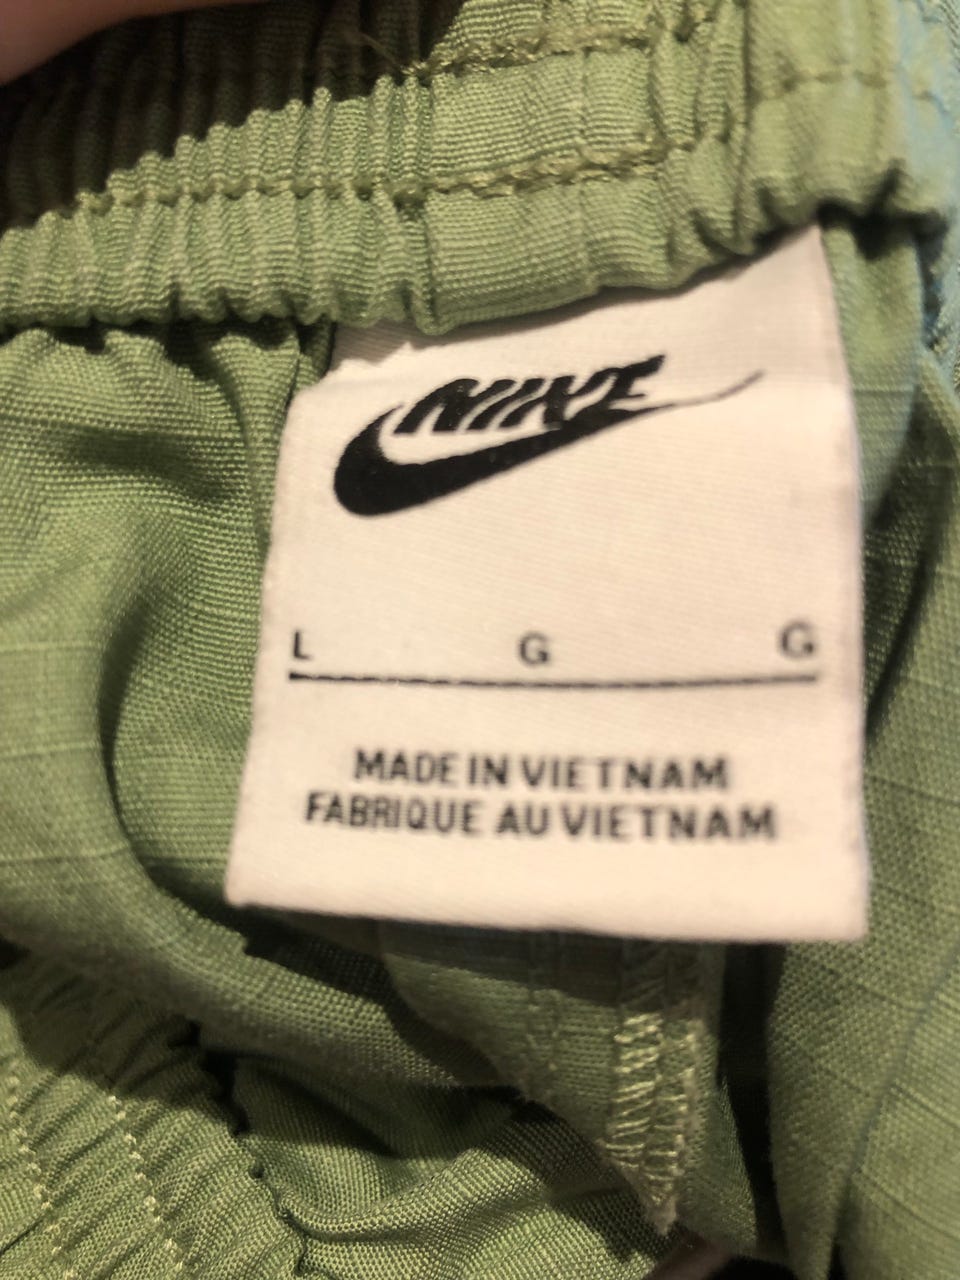 NIKE
L G G
MADE IN VIETNAM
FABRIQUE AU VIETNAM